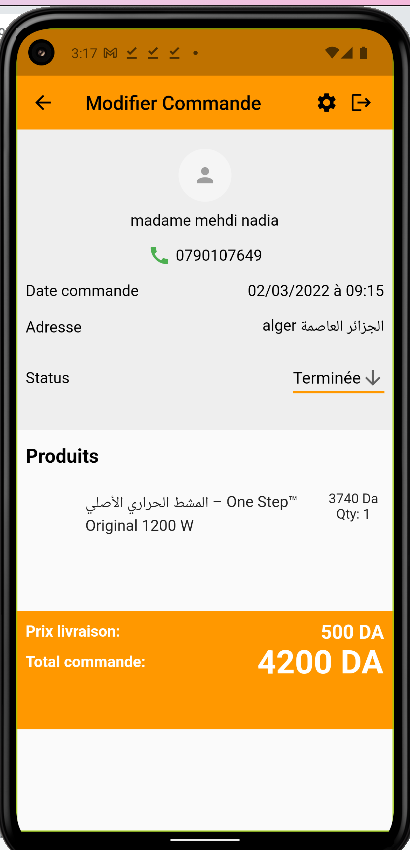 3:17
Modifier Commande
madame mehdi nadia
0790107649
Date commande 02/03/2022 à 09:15
Adresse alger الجزائر العاصمة
Status Terminée
Produits
المشط الحراري الأصلي – One Step™ 3740 Da
Original 1200 W Qty: 1
Prix livraison: 500 DA
Total commande: 4200 DA